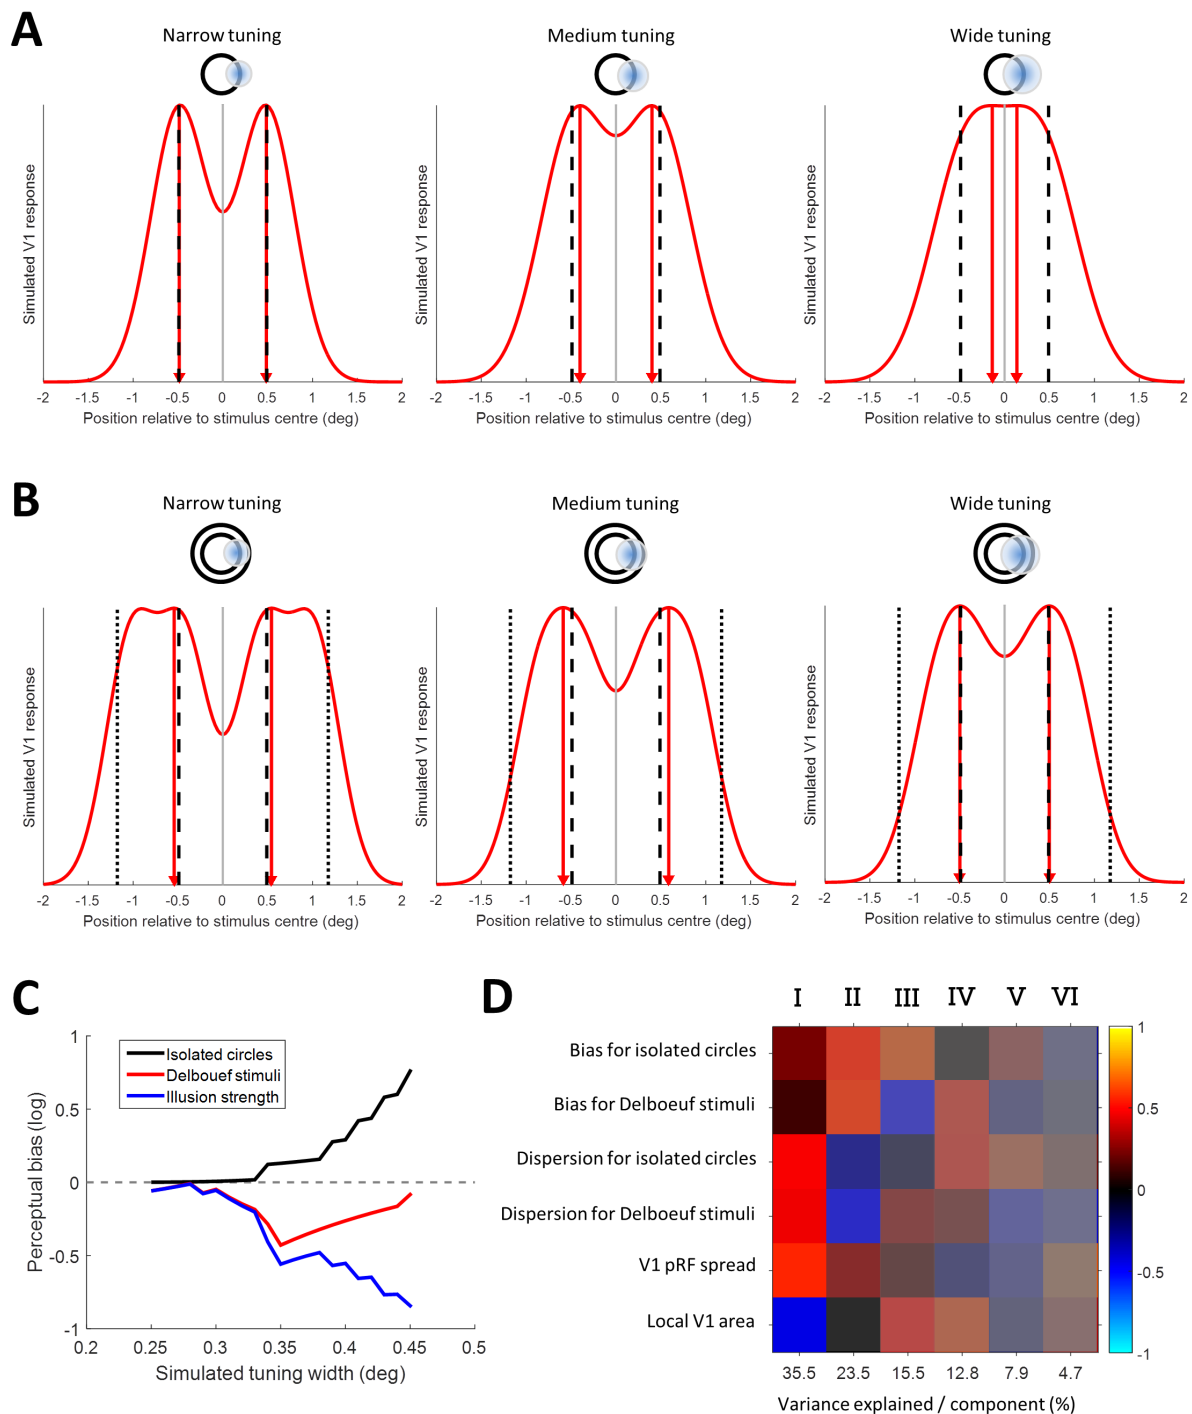 A
Narrow tuning
Medium tuning
Wide tuning
Simulated V1 response
Simulated V1 response
Simulated V1 response
-2 -1.5 -1 -0.5 0 0.5 1 1.5 2
-2 -1.5 -1 -0.5 0 0.5 1 1.5 2
-2 -1.5 -1 -0.5 0 0.5 1 1.5 2
Position relative to stimulus centre (deg)
Position relative to stimulus centre (deg)
Position relative to stimulus centre (deg)
B
Narrow tuning
Medium tuning
Wide tuning
Simulated V1 response
Simulated V1 response
Simulated V1 response
-2 -1.5 -1 -0.5 0 0.5 1 1.5 2
-2 -1.5 -1 -0.5 0 0.5 1 1.5 2
-2 -1.5 -1 -0.5 0 0.5 1 1.5 2
Position relative to stimulus centre (deg)
Position relative to stimulus centre (deg)
Position relative to stimulus centre (deg)
C
Perceptual bias (log)
1
0.5
0
-0.5
-1
Isolated circles
Delbouef stimuli
Illusion strength
0.2 0.25 0.3 0.35 0.4 0.45 0.5
Simulated tuning width (deg)
D
I II III IV V VI
Bias for isolated circles
Bias for Delboeuf stimuli
Dispersion for isolated circles
Dispersion for Delboeuf stimuli
V1 pRF spread
Local V1 area
1
0.5
0
-0.5
-1
35.5 23.5 15.5 12.8 7.9 4.7
Variance explained / component (%)